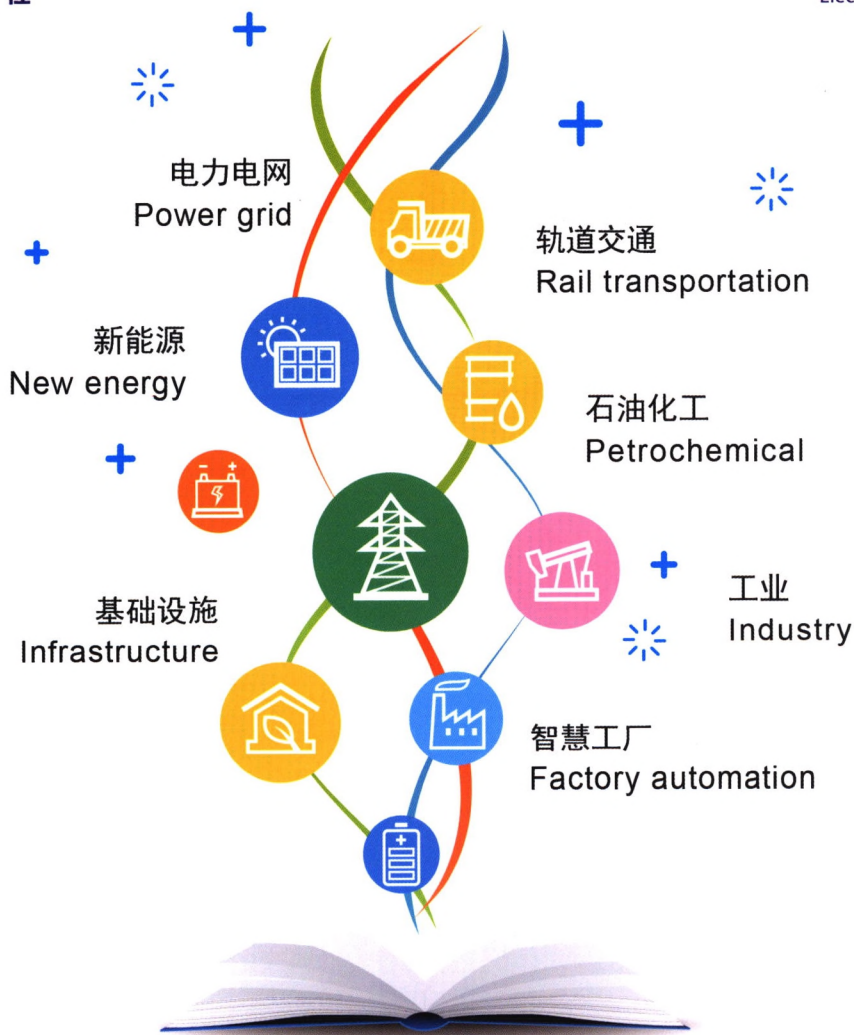 电力电网
Power grid
轨道交通
Rail transportation
新能源
New energy
石油化工
Petrochemical
基础设施
Infrastructure
工业
Industry
智慧工厂
Factory automation